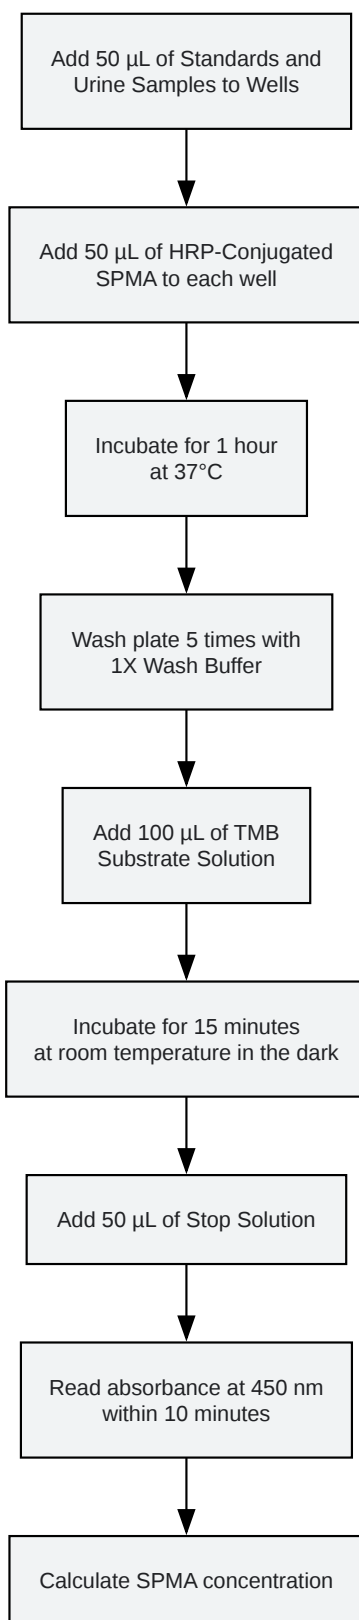 Add 50 µL of Standards and
Urine Samples to Wells
Add 50 µL of HRP-Conjugated
SPMA to each well
Incubate for 1 hour
at 37°C
Wash plate 5 times with
1X Wash Buffer
Add 100 µL of TMB
Substrate Solution
Incubate for 15 minutes
at room temperature in the dark
Add 50 µL of Stop Solution
Read absorbance at 450 nm
within 10 minutes
Calculate SPMA concentration